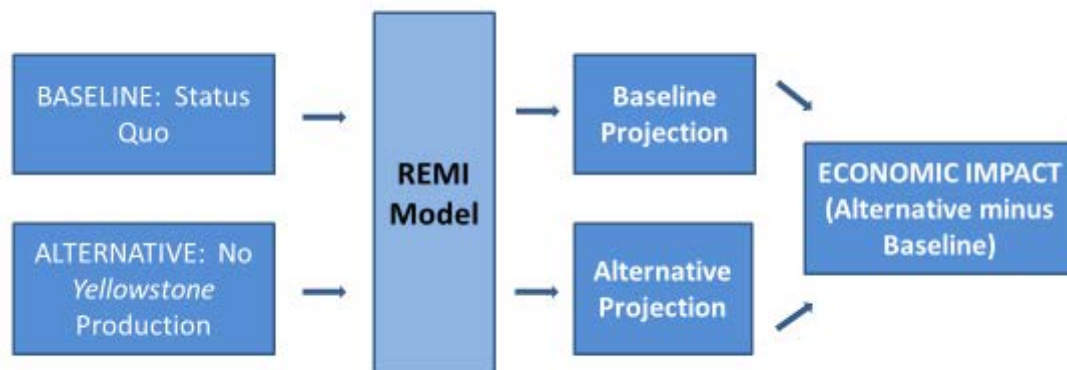 BASELINE: Status
Quo
ALTERNATIVE: No
Yellowstone
Production
REMI
Model
Baseline
Projection
Alternative
Projection
ECONOMIC IMPACT
(Alternative minus
Baseline)